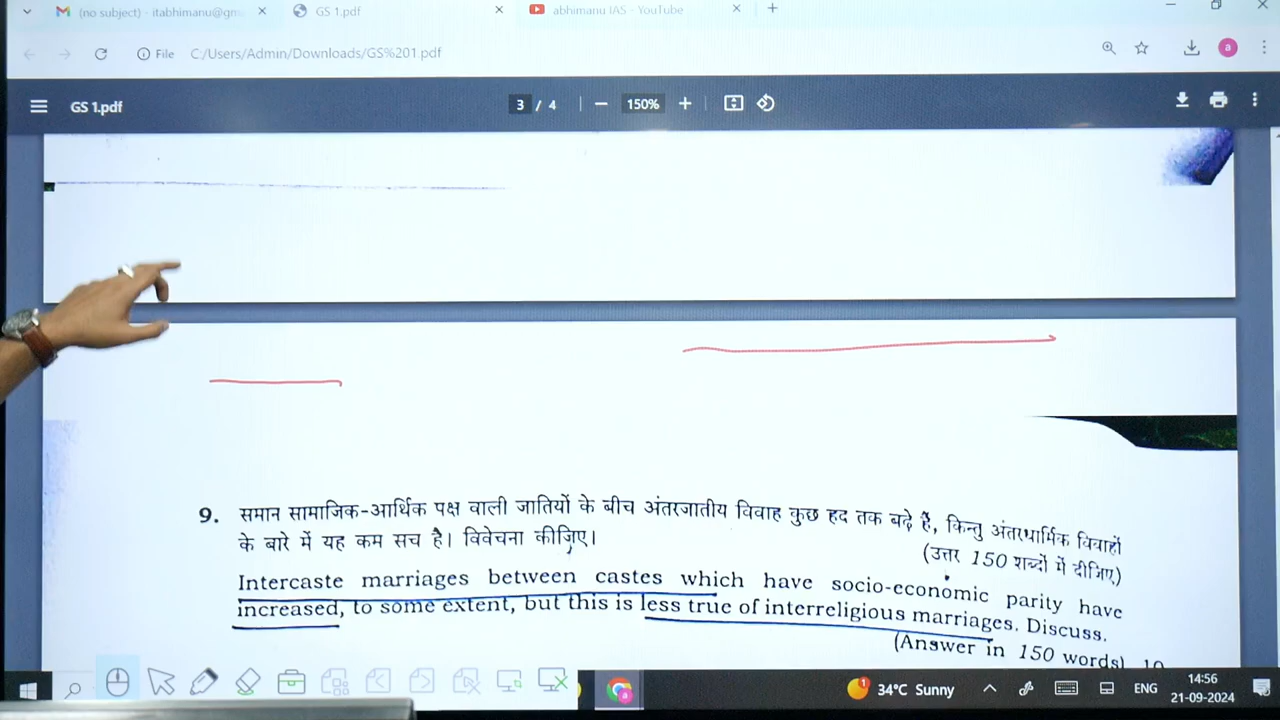 (no subject) - itabhimanu@gm
GS 1.pdf
abhimanu IAS - YouTube
File C:/Users/Admin/Downloads/GS%201.pdf
a
GS 1.pdf
3 / 4
150%
9. समान सामाजिक-आर्थिक पक्ष वाली जातियों के बीच अंतरजातीय विवाह कुछ हद तक बढ़े हैं, किन्तु अंतरधार्मिक विवाहों
के बारे में यह कम सच है। विवेचना कीजिए।
(उत्तर 150 शब्दों में दीजिए)
Intercaste marriages between castes which have socio-economic parity have
increased, to some extent, but this is less true of interreligious marriages. Discuss.
(Answer in 150 words) 10
1
34°C Sunny
ENG
14:56
21-09-2024